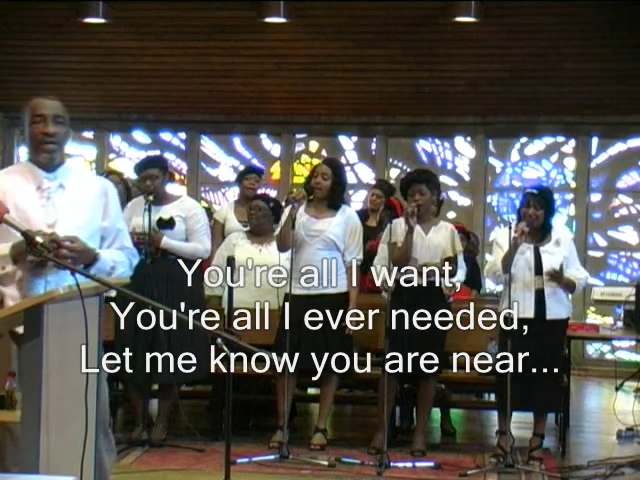 You're all I want,
You're all I ever needed,
Let me know you are near...